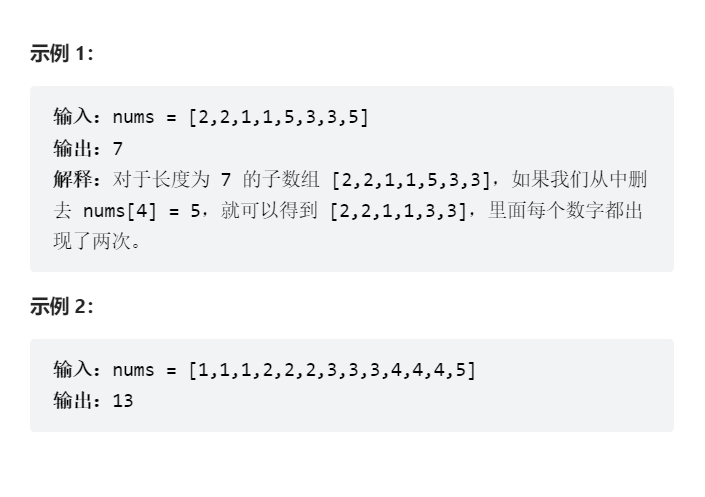 示例 1：
输入：nums = [2,2,1,1,5,3,3,5]
输出：7
解释：对于长度为 7 的子数组 [2,2,1,1,5,3,3]，如果我们从中删
去 nums[4] = 5，就可以得到 [2,2,1,1,3,3]，里面每个数字都出
现了两次。
示例 2：
输入：nums = [1,1,1,2,2,2,3,3,3,4,4,4,5]
输出：13